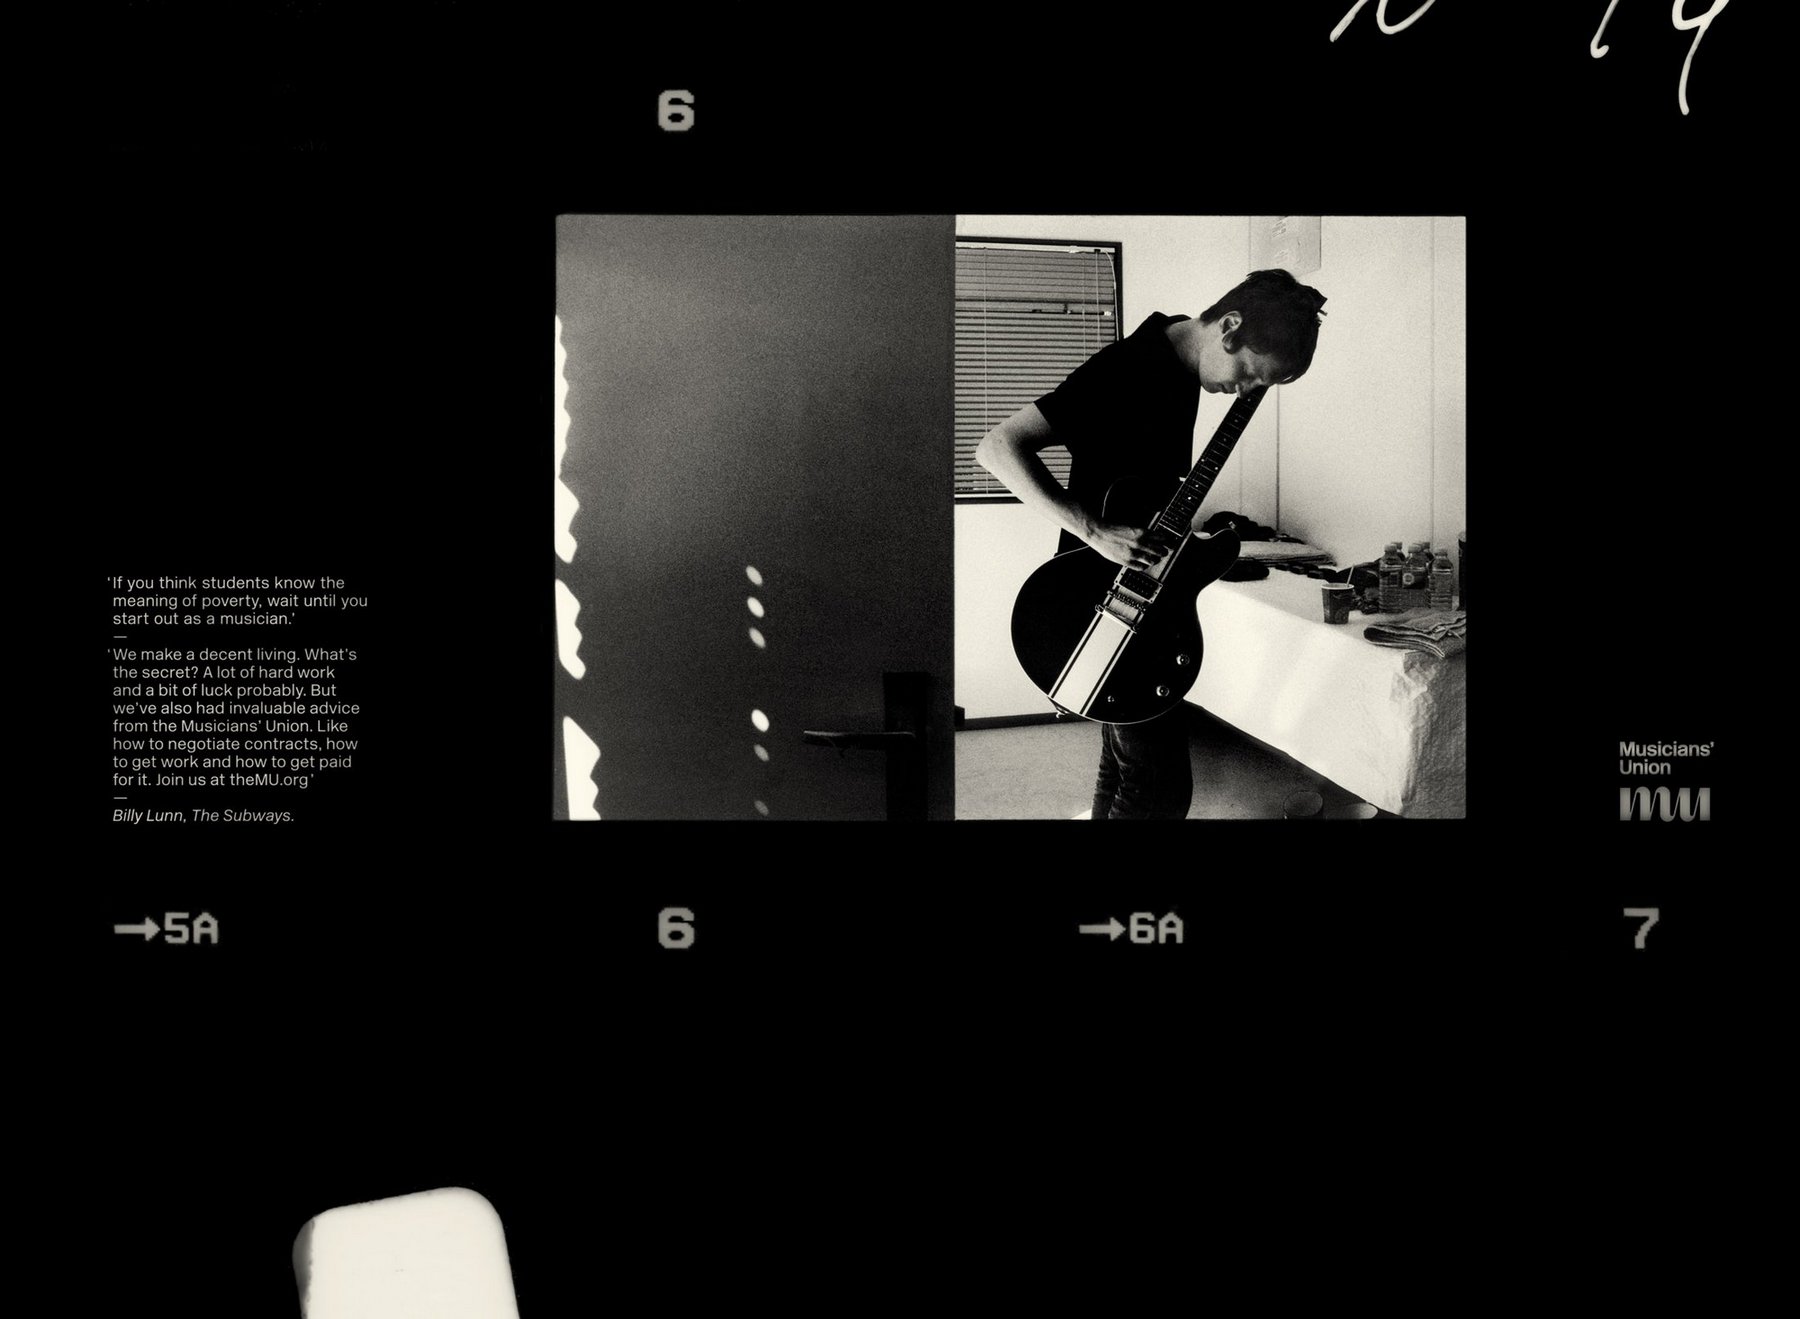 6
'If you think students know the
meaning of poverty, wait until you
start out as a musician.'
—
'We make a decent living. What's
the secret? A lot of hard work
and a bit of luck probably. But
we've also had invaluable advice
from the Musicians' Union. Like
how to negotiate contracts, how
to get work and how to get paid
for it. Join us at theMU.org'
—
Billy Lunn, The Subways.
Musicians'
Union
mu
→5A
6
→6A
7